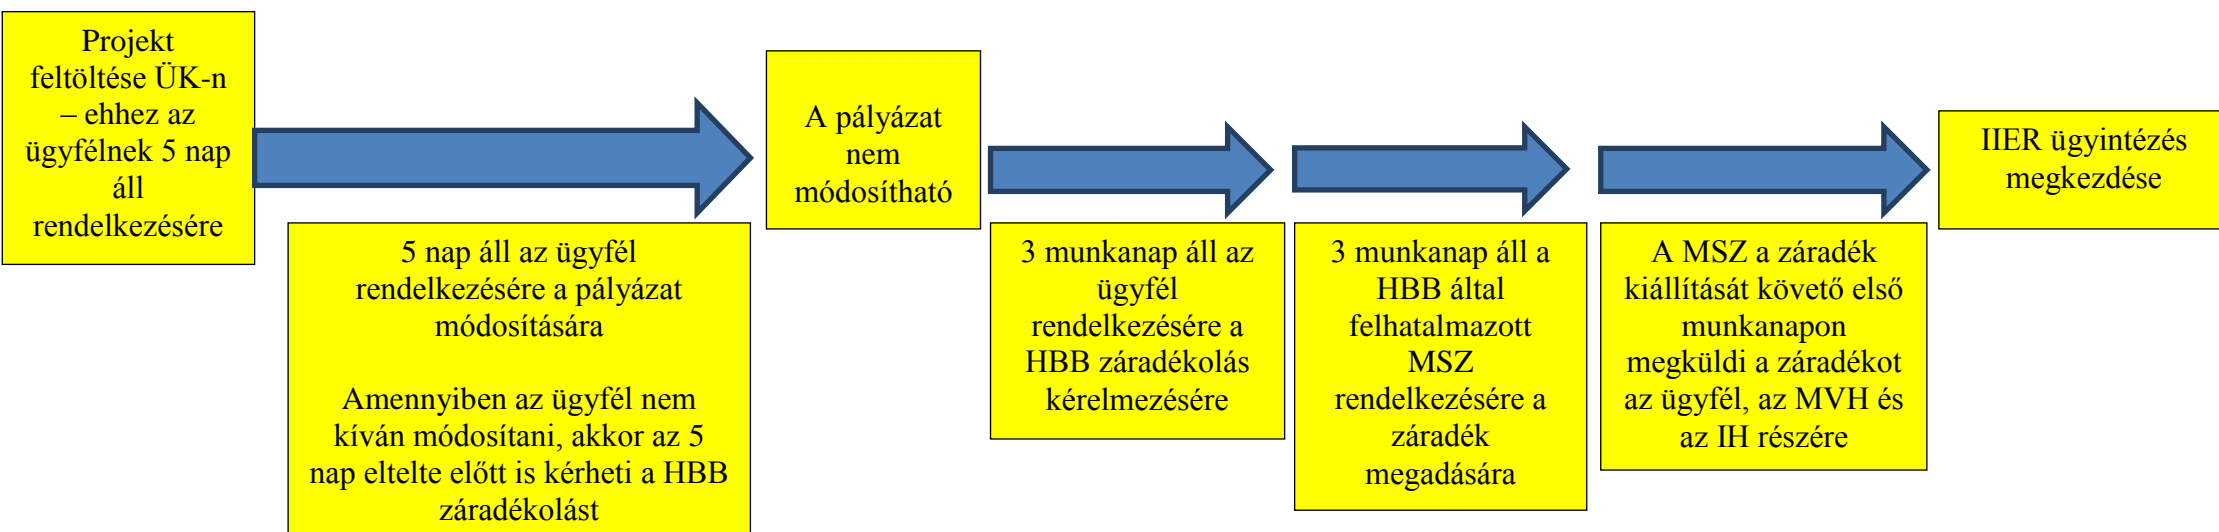 Projekt
feltöltése ÜK-n
– ehhez az
ügyfélnek 5 nap
áll
rendelkezésére
5 nap áll az ügyfél
rendelkezésére a pályázat
módosítására
Amennyiben az ügyfél nem
kíván módosítani, akkor az 5
nap eltelte előtt is kérheti a HBB
záradékolást
A pályázat
nem
módosítható
3 munkanap áll az
ügyfél
rendelkezésére a
HBB záradékolás
kérelmezésére
3 munkanap áll a
HBB által
felhatalmazott
MSZ
rendelkezésére a
záradék
megadására
A MSZ a záradék
kiállítását követő első
munkanapon
megküldi a záradékot
az ügyfél, az MVH és
az IH részére
IIER ügyintézés
megkezdése